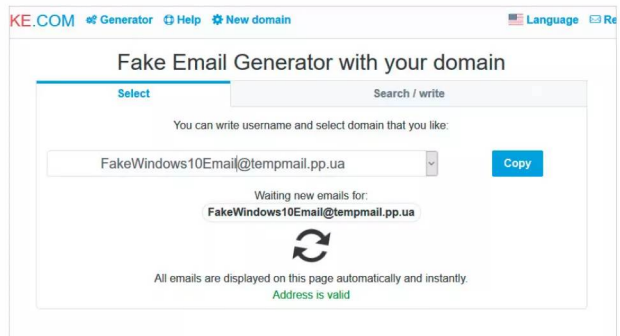 KE.COM Generator Help New domain Language Re
Fake Email Generator with your domain
Select Search / write
You can write username and select domain that you like:
FakeWindows10Email@tempmail.pp.ua Copy
Waiting new emails for:
FakeWindows10Email@tempmail.pp.ua
All emails are displayed on this page automatically and instantly.
Address is valid